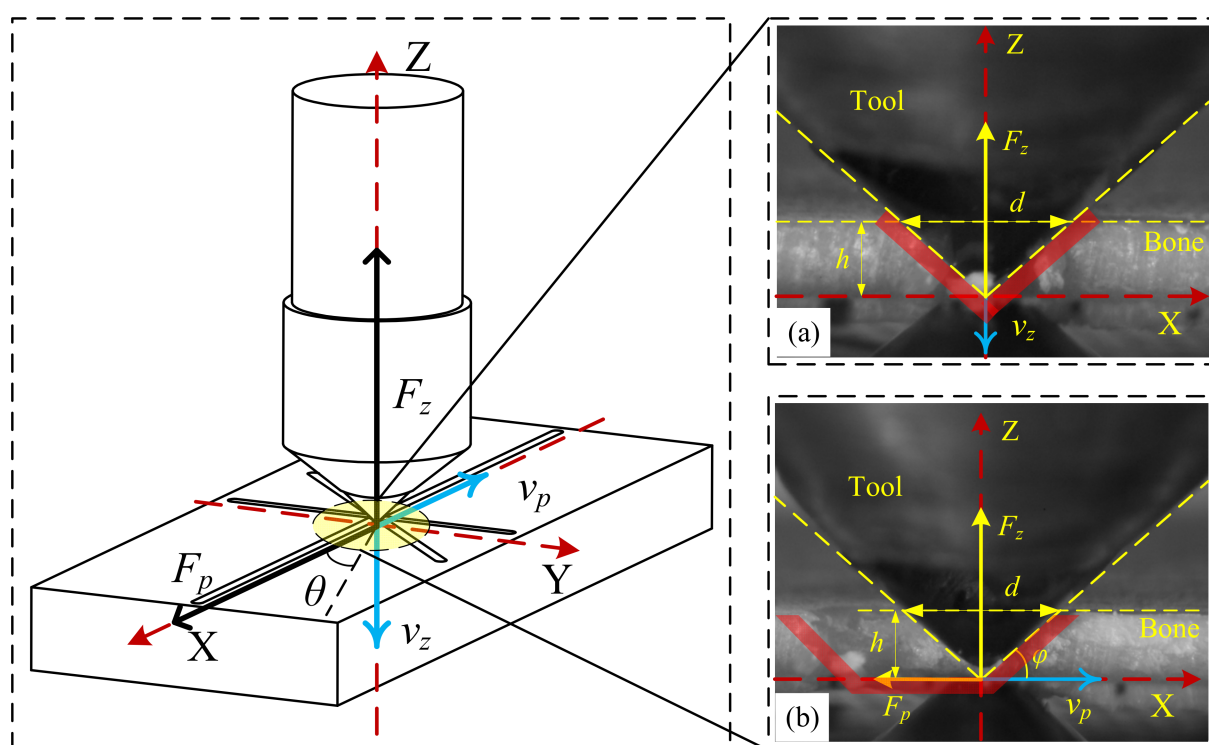 Z
F_z
v_p
F_p
θ
Y
X
v_z
Z
Tool
F_z
d
h
Bone
X
v_z
(a)
Z
Tool
F_z
d
h
Bone
φ
F_p
v_p
X
(b)